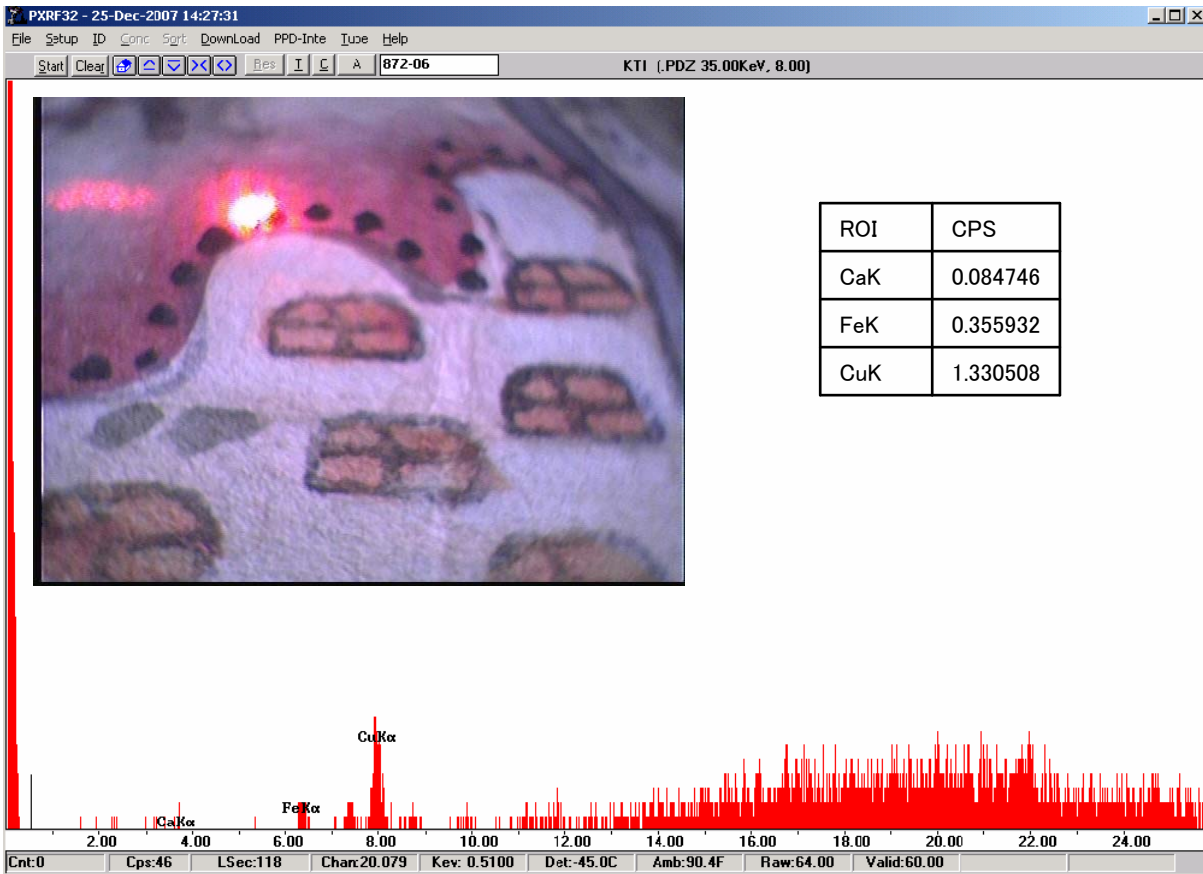 PXRF32 - 25-Dec-2007 14:27:31
File Setup ID Conc Sort DownLoad PPD-Inte Tube Help
Start Clear Res I C A 872-06 KTI (.PDZ 35.00KeV, 8.00)
ROI CPS
CaK 0.084746
FeK 0.355932
CuK 1.330508
CuKα
FeKα
CaKα
2.00 4.00 6.00 8.00 10.00 12.00 14.00 16.00 18.00 20.00 22.00 24.00
Cnt:0 Cps:46 LSec:118 Chan:20.079 Kev: 0.5100 Det:-45.0C Amb:90.4F Raw:64.00 Valid:60.00